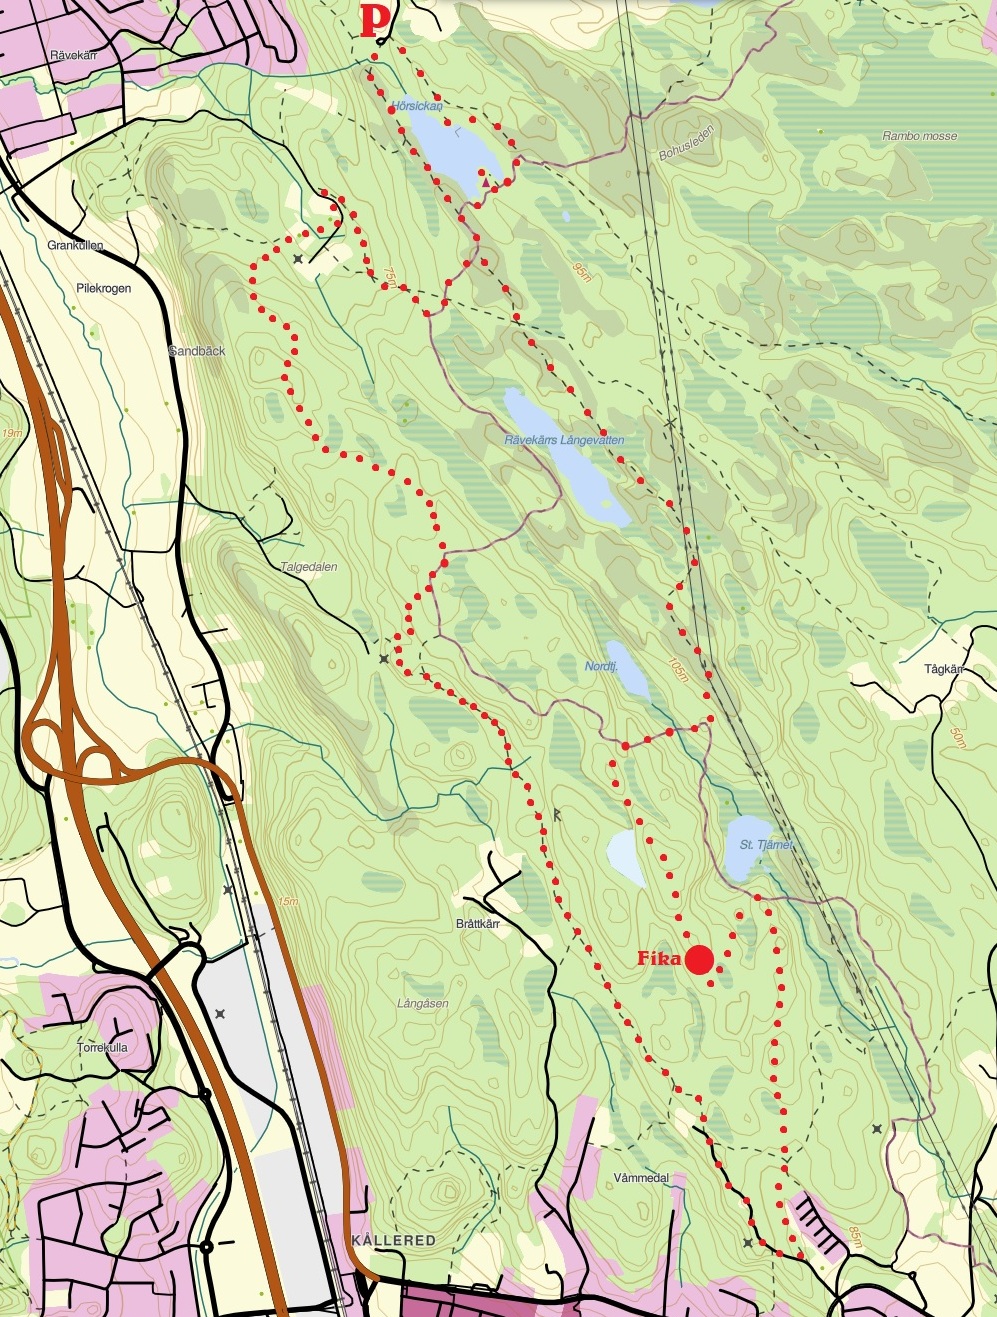 P
Rävekärr
Hörsickan
Bohusleden
Rambo mosse
Grankullen
75m
95m
Pilekrogen
Sandbäck
19m
Rävekärrs Långevatten
Talgedalen
Nordtj.
105m
Tågkärr
50m
St. Tjärnet
R
15m
Bråttkärr
Fika
Långåsen
Torrekulla
Våmmedal
85m
KÅLLERED